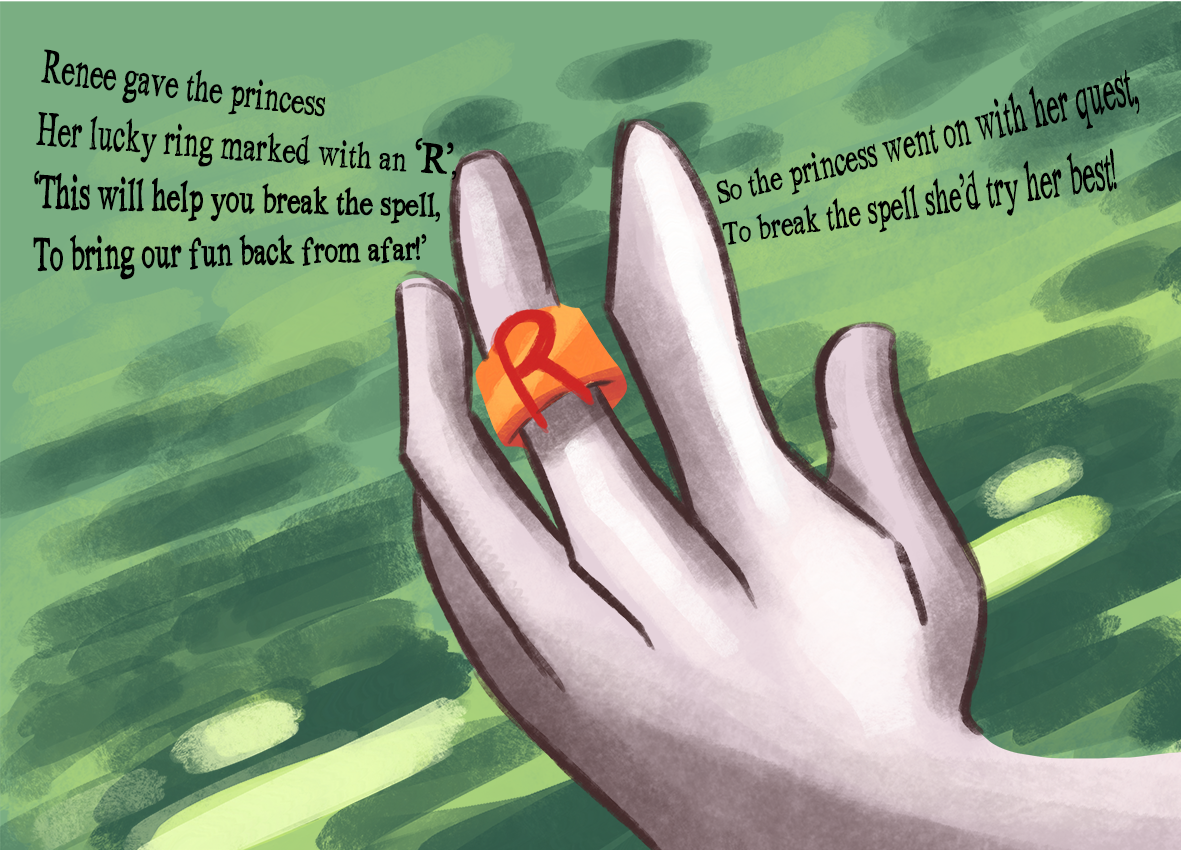 Renee gave the princess
Her lucky ring marked with an ‘R’,
‘This will help you break the spell,
To bring our fun back from afar!’
So the princess went on with her quest,
To break the spell she’d try her best!
R